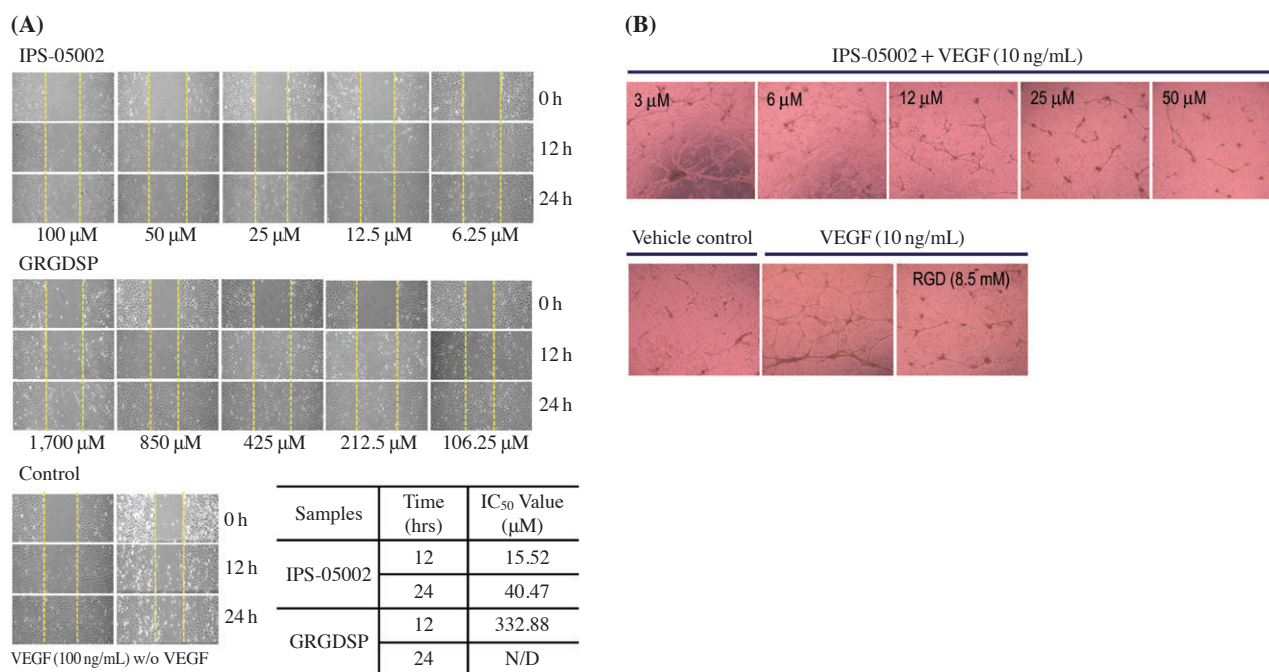 (A)
IPS-05002
0 h
12 h
24 h
100 μM 50 μM 25 μM 12.5 μM 6.25 μM
GRGDSP
0 h
12 h
24 h
1,700 μM 850 μM 425 μM 212.5 μM 106.25 μM
Control
0 h
12 h
24 h
VEGF (100 ng/mL) w/o VEGF
Samples Time (hrs) IC50 Value (μM)
IPS-05002 12 15.52
24 40.47
GRGDSP 12 332.88
24 N/D
(B)
IPS-05002 + VEGF (10 ng/mL)
3 μM 6 μM 12 μM 25 μM 50 μM
Vehicle control VEGF (10 ng/mL)
RGD (8.5 mM)